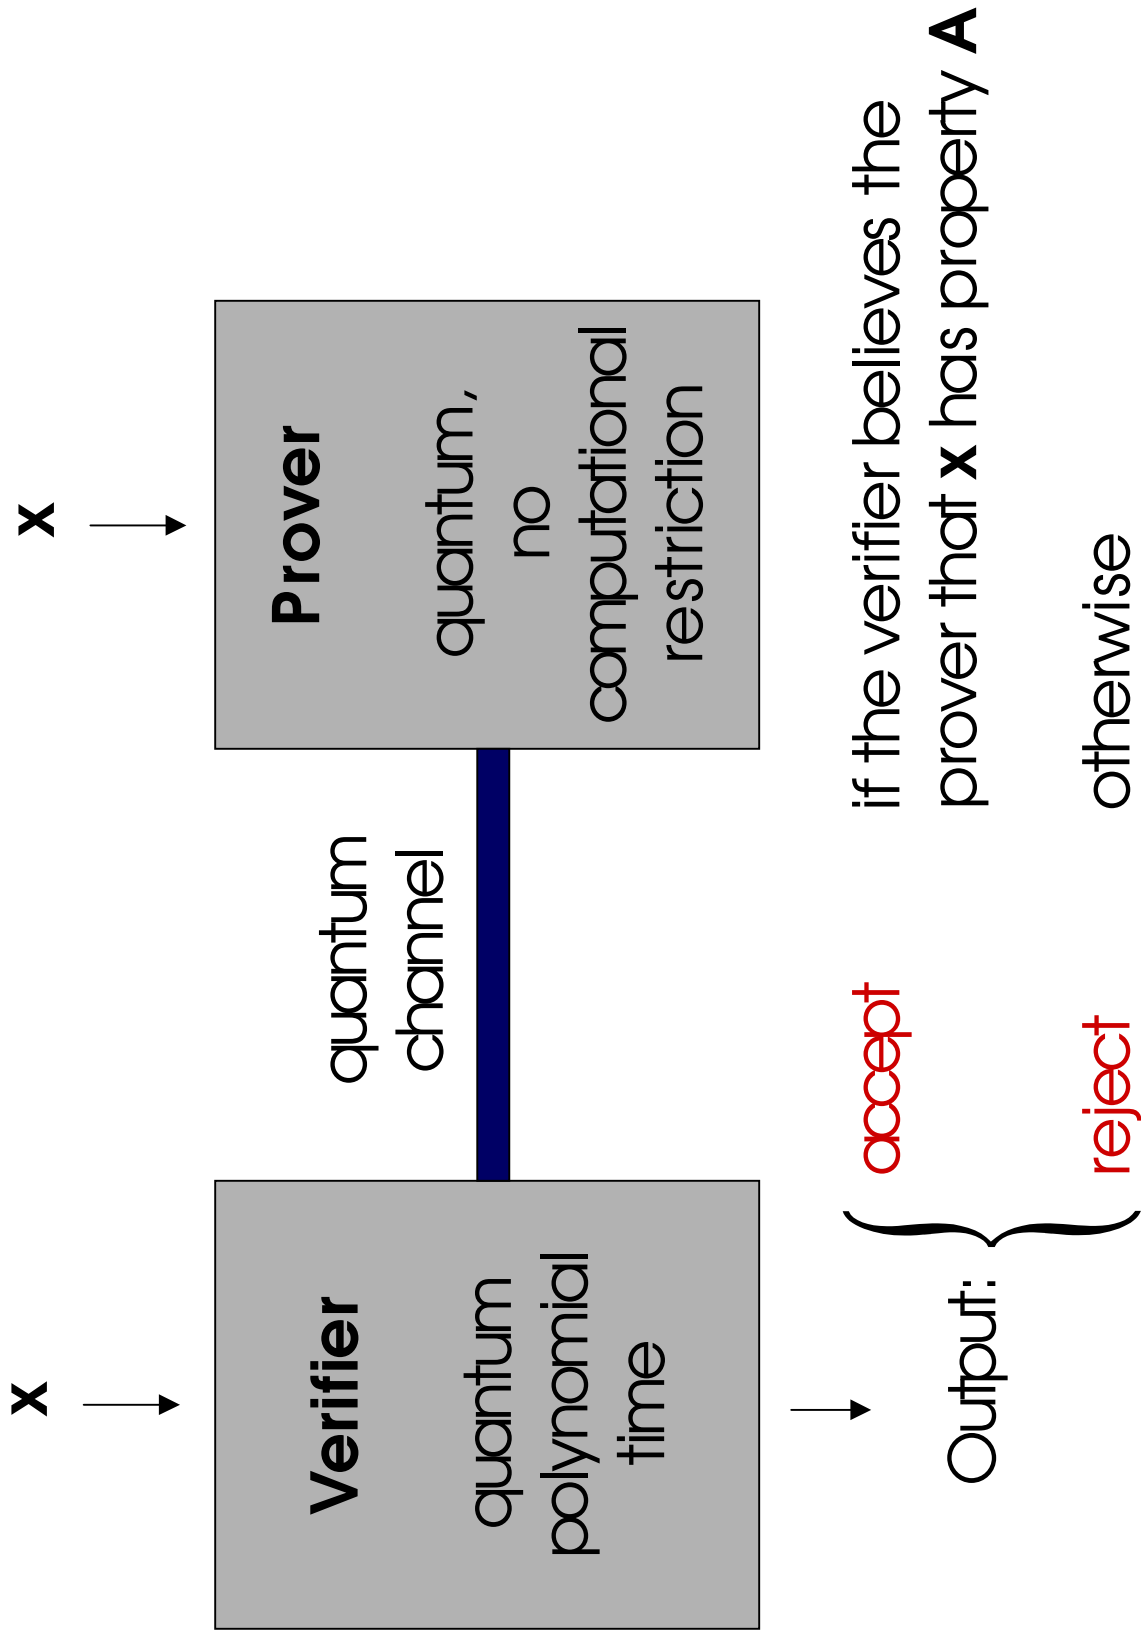 x
x
Verifier
quantum
polynomial
time
quantum
channel
Prover
quantum,
no
computational
restriction
Output:
accept
if the verifier believes the
prover that x has property A
reject
otherwise